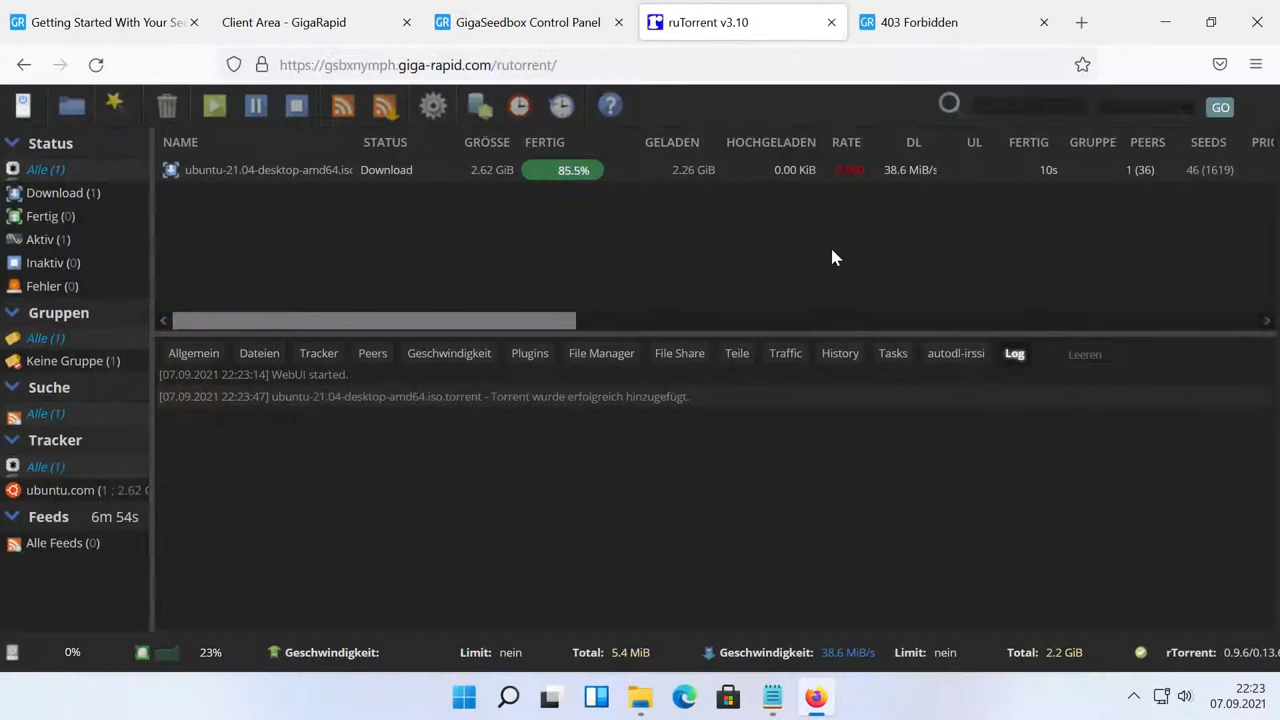 Getting Started With Your Se
Client Area - GigaRapid
GR GigaSeedbox Control Panel
ruTorrent v3.10
GR 403 Forbidden
https://gsbxnymph.giga-rapid.com/rutorrent/
GO
Status
Alle (1)
Download (1)
Fertig (0)
Aktiv (1)
Inaktiv (0)
Fehler (0)
Gruppen
Alle (1)
Keine Gruppe (1)
Suche
Alle (1)
Tracker
Alle (1)
ubuntu.com (1 ; 2.62 G
Feeds 6m 54s
Alle Feeds (0)
NAME STATUS GRÖSSE FERTIG GELADEN HOCHGELADEN RATE DL UL FERTIG GRUPPE PEERS SEEDS PRIC
ubuntu-21.04-desktop-amd64.iso Download 2.62 GiB 85.5% 2.26 GiB 0.00 KiB 0.000 38.6 MiB/s 10s 1 (36) 46 (1619)
Allgemein Dateien Tracker Peers Geschwindigkeit Plugins File Manager File Share Teile Traffic History Tasks autodl-irssi Log Leeren
[07.09.2021 22:23:14] WebUI started.
[07.09.2021 22:23:47] ubuntu-21.04-desktop-amd64.iso.torrent - Torrent wurde erfolgreich hinzugefügt.
0% 23% Geschwindigkeit: Limit: nein Total: 5.4 MiB Geschwindigkeit: 38.6 MiB/s Limit: nein Total: 2.2 GiB rTorrent: 0.9.6/0.13.6
22:23
07.09.2021